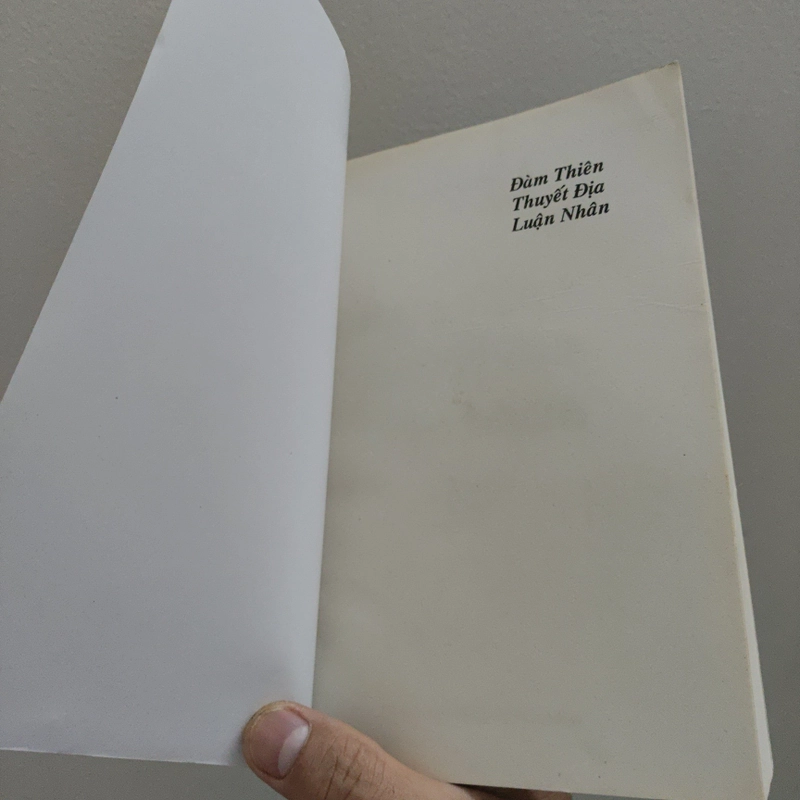 Đàm Thiên
Thuyết Địa
Luận Nhân